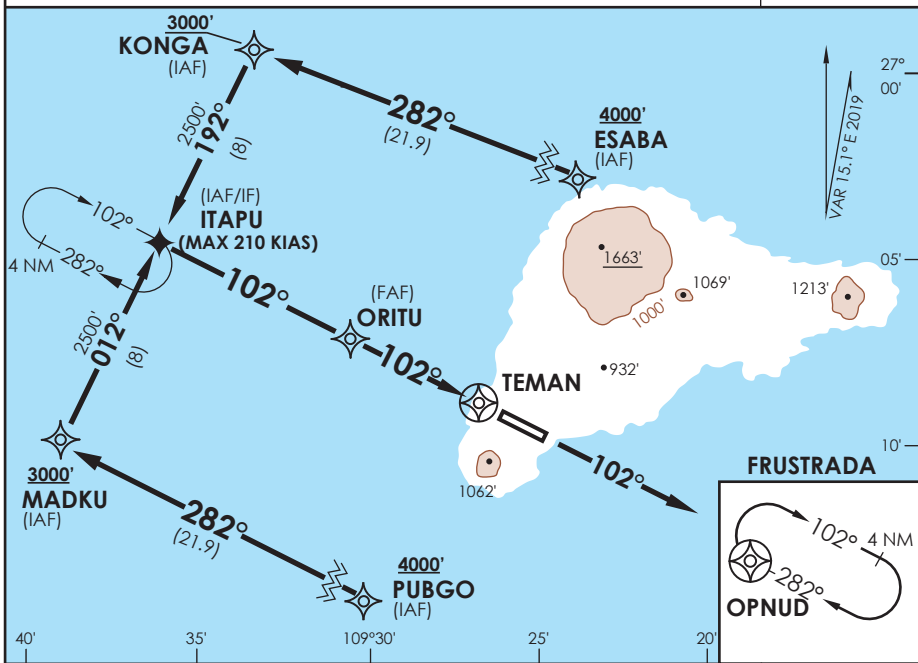 3000'
KONGA
(IAF)
282°
(21.9)
4000'
ESABA
(IAF)
27°
00'
VAR 15.1° E 2019
2500'
192°
(8)
(IAF/IF)
ITAPU
(MAX 210 KIAS)
102°
282°
4 NM
102°
(FAF)
ORITU
102°
TEMAN
1663'
1000'
1069'
1213'
05'
932'
2500'
012°
(8)
3000'
MADKU
(IAF)
282°
(21.9)
4000'
PUBGO
(IAF)
1062'
102°
10'
FRUSTRADA
102°
4 NM
282°
OPNUD
40'
35'
109°30'
25'
20'